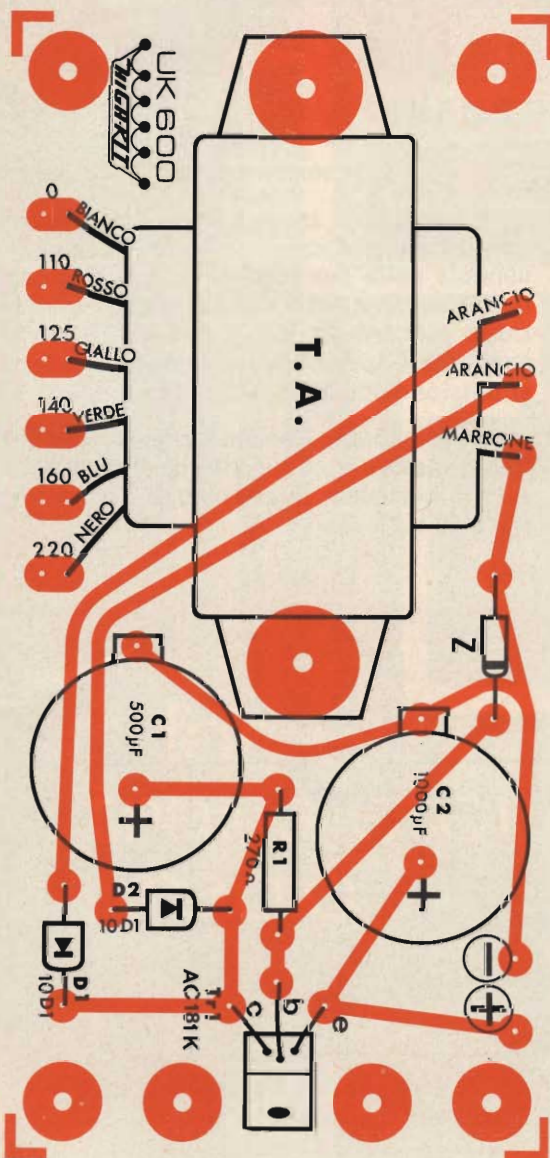 UK 600
HIGH-KIT
0 BIANCO
110 ROSSO
125 GIALLO
140 VERDE
160 BLU
220 NERO
T. A.
ARANCIO
ARANCIO
MARRONE
Z
C1
500µF
+
C2
1000µF
+
R1
270Ω
D2
10D1
D1
10D1
Tr1
AC181K
c
b
e
−
+